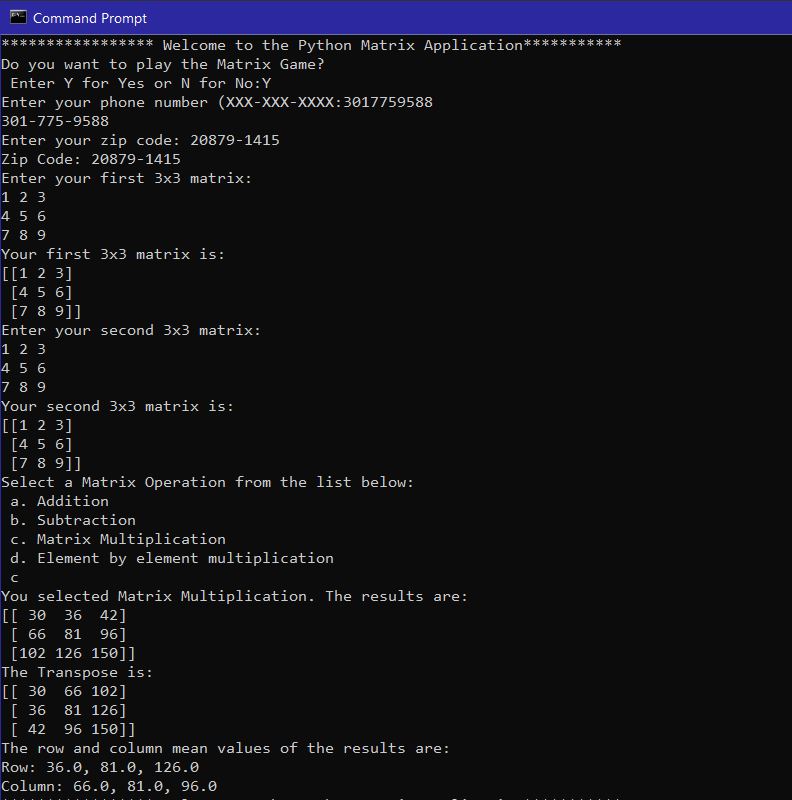 Command Prompt
***************** Welcome to the Python Matrix Application***********
Do you want to play the Matrix Game?
 Enter Y for Yes or N for No:Y
Enter your phone number (XXX-XXX-XXXX:3017759588
301-775-9588
Enter your zip code: 20879-1415
Zip Code: 20879-1415
Enter your first 3x3 matrix:
1 2 3
4 5 6
7 8 9
Your first 3x3 matrix is:
[[1 2 3]
 [4 5 6]
 [7 8 9]]
Enter your second 3x3 matrix:
1 2 3
4 5 6
7 8 9
Your second 3x3 matrix is:
[[1 2 3]
 [4 5 6]
 [7 8 9]]
Select a Matrix Operation from the list below:
 a. Addition
 b. Subtraction
 c. Matrix Multiplication
 d. Element by element multiplication
 c
You selected Matrix Multiplication. The results are:
[[ 30  36  42]
 [ 66  81  96]
 [102 126 150]]
The Transpose is:
[[ 30  66 102]
 [ 36  81 126]
 [ 42  96 150]]
The row and column mean values of the results are:
Row: 36.0, 81.0, 126.0
Column: 66.0, 81.0, 96.0